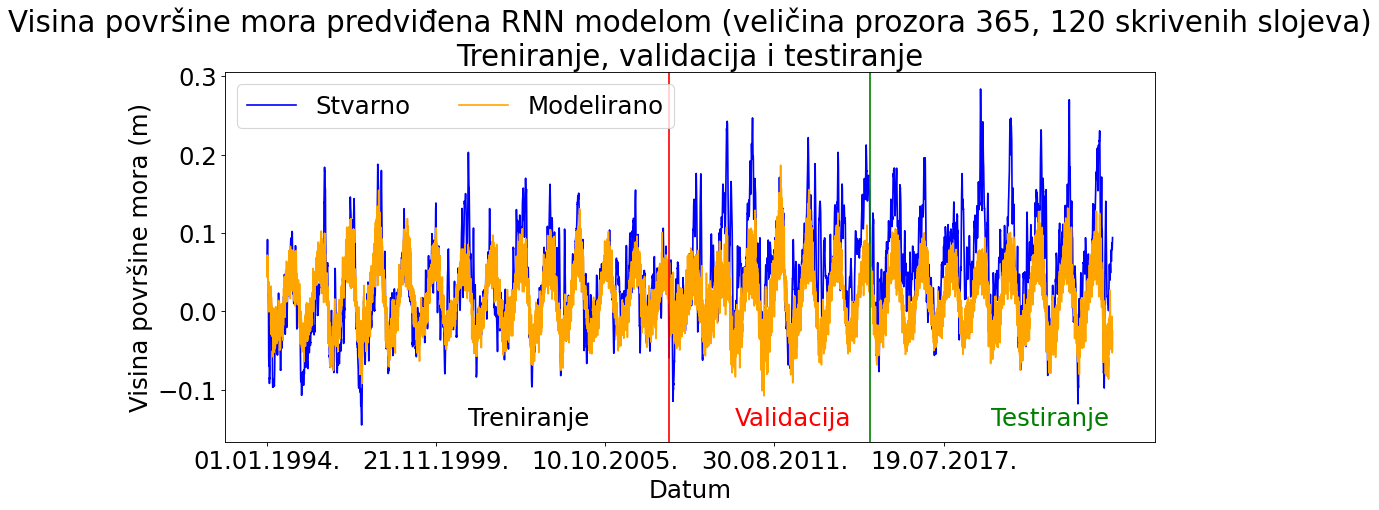 Visina površine mora predviđena RNN modelom (veličina prozora 365, 120 skrivenih slojeva)
Treniranje, validacija i testiranje
Stvarno
Modelirano
Visina površine mora (m)
0.3
0.2
0.1
0.0
−0.1
Treniranje
Validacija
Testiranje
01.01.1994.
21.11.1999.
10.10.2005.
30.08.2011.
19.07.2017.
Datum